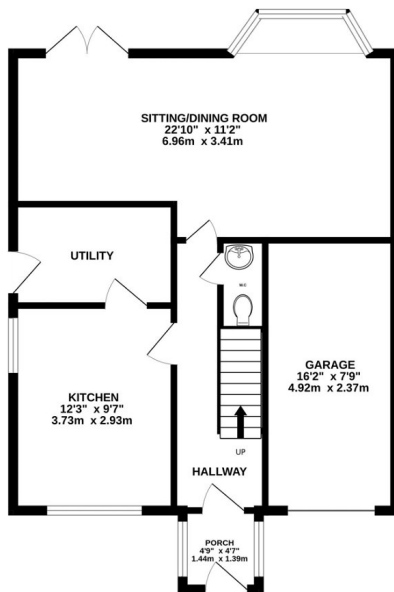 SITTING/DINING ROOM
22'10" x 11'2"
6.96m x 3.41m
UTILITY
W.C.
GARAGE
16'2" x 7'9"
4.92m x 2.37m
KITCHEN
12'3" x 9'7"
3.73m x 2.93m
UP
HALLWAY
PORCH
4'9" x 4'7"
1.44m x 1.39m